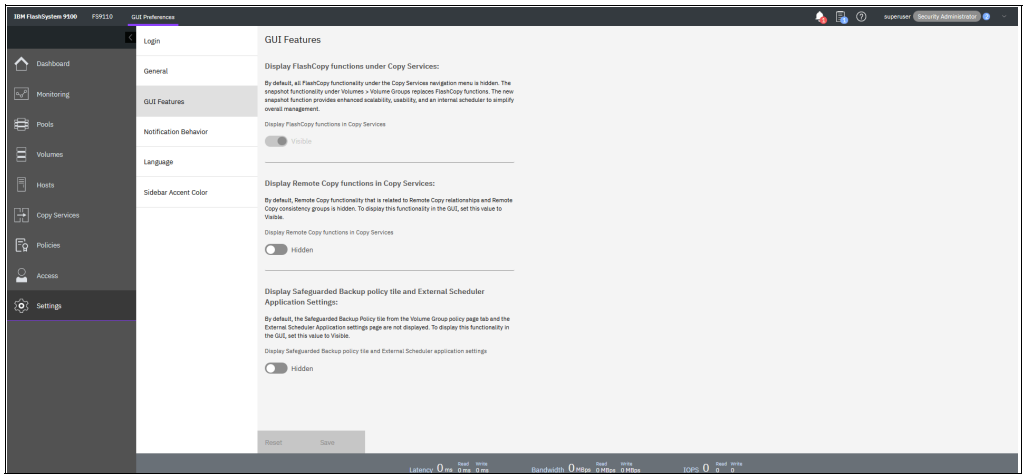 IBM FlashSystem 9100 FS9110 GUI Preferences superuser Security Administrator
Dashboard
Monitoring
Pools
Volumes
Hosts
Copy Services
Policies
Access
Settings
Login
General
GUI Features
Notification Behavior
Language
Sidebar Accent Color
GUI Features
Display FlashCopy functions under Copy Services:
By default, all FlashCopy functionality under the Copy Services navigation menu is hidden. The
snapshot functionality under Volumes > Volume Groups replaces FlashCopy functions. The new
snapshot function provides enhanced scalability, usability, and an internal scheduler to simplify
overall management.
Display FlashCopy functions in Copy Services
Visible
Display Remote Copy functions in Copy Services:
By default, Remote Copy functionality that is related to Remote Copy relationships and Remote
Copy consistency groups is hidden. To display this functionality in the GUI, set this value to
Visible.
Display Remote Copy functions in Copy Services
Hidden
Display Safeguarded Backup policy tile and External Scheduler
Application Settings:
By default, the Safeguarded Backup Policy tile from the Volume Group policy page tab and the
External Scheduler Application settings page are not displayed. To display this functionality in
the GUI, set this value to Visible.
Display Safeguarded Backup policy tile and External Scheduler application settings
Hidden
Reset Save
Latency 0 ms Read 0 ms Write 0 ms Bandwidth 0 MBps Read 0 MBps Write 0 MBps IOPS 0 Read 0 Write 0